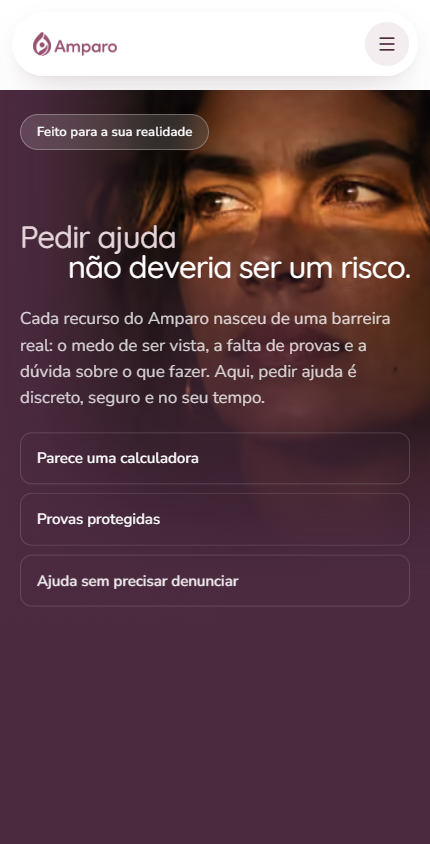 Amparo
Feito para a sua realidade
Pedir ajuda
não deveria ser um risco.
Cada recurso do Amparo nasceu de uma barreira
real: o medo de ser vista, a falta de provas e a
dúvida sobre o que fazer. Aqui, pedir ajuda é
discreto, seguro e no seu tempo.
Parece uma calculadora
Provas protegidas
Ajuda sem precisar denunciar